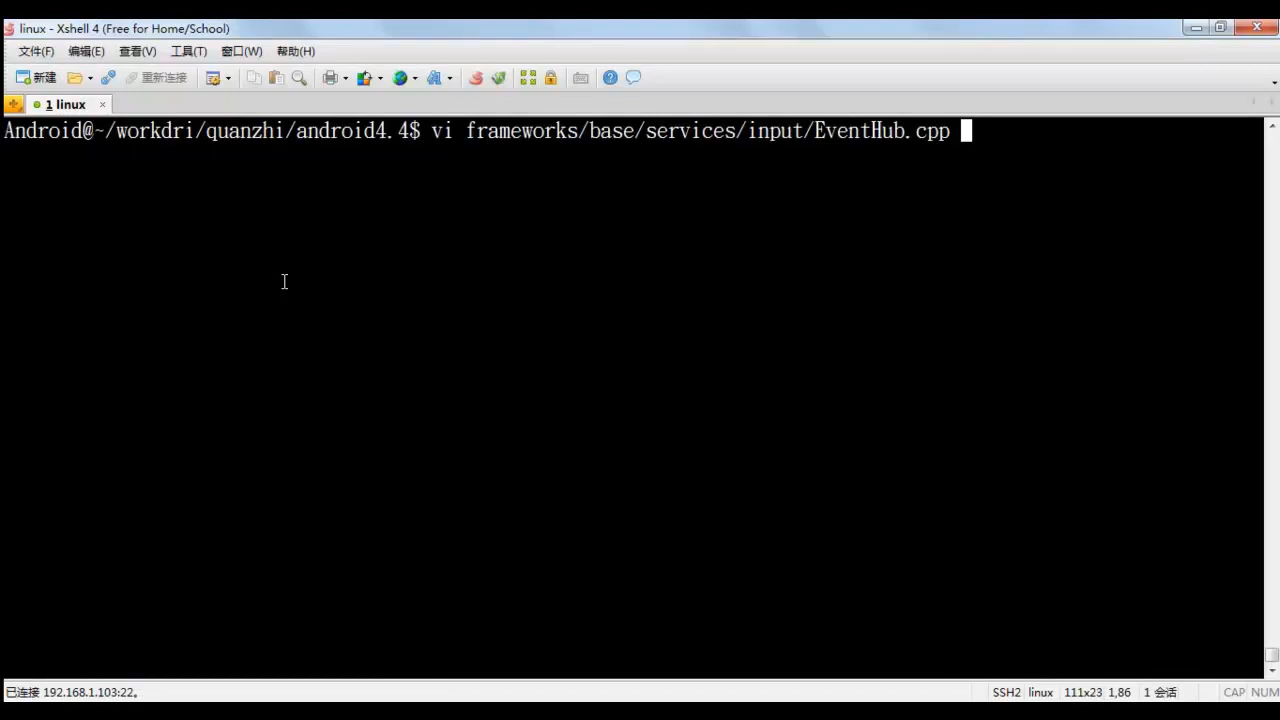 linux - Xshell 4 (Free for Home/School)
文件(F) 编辑(E) 查看(V) 工具(T) 窗口(W) 帮助(H)
新建 重新连接
1 linux
Android@~/workdri/quanzhi/android4.4$ vi frameworks/base/services/input/EventHub.cpp
已连接 192.168.1.103:22。 SSH2 linux 111x23 1,86 1 会话 CAP NUM